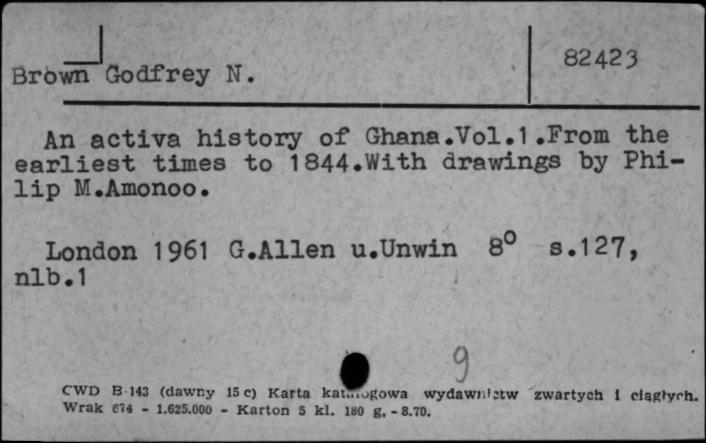 82423
Brown Godfrey N.
An activa history of Ghana.Vol.1.From the
earliest times to 1844.With drawings by Phi-
lip M.Amonoo.
London 1961 G.Allen u.Unwin 8° s.127,
nlb.1
9
CWD B-143 (dawny 15 c) Karta katalogowa wydawnictw zwartych i ciągłych.
Wrak 674 - 1.625.000 - Karton 5 kl. 180 g. - 8.70.